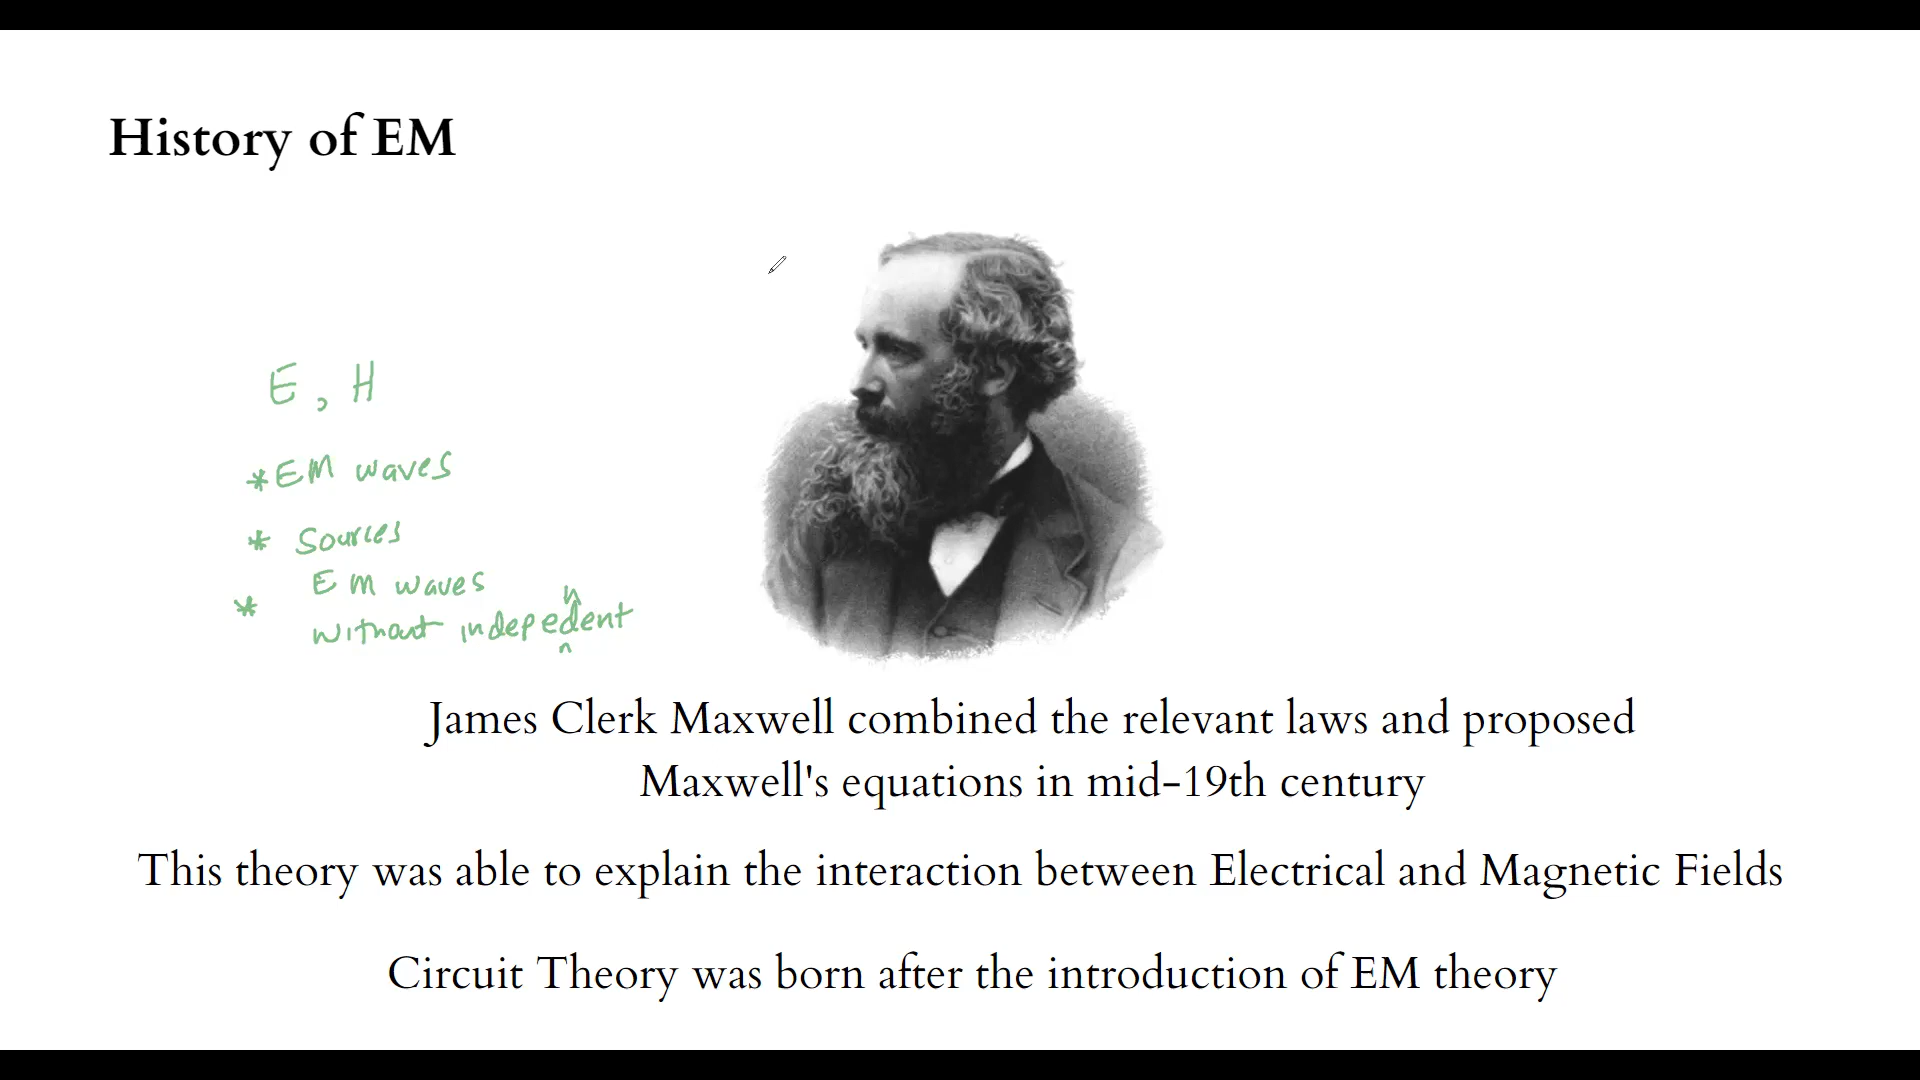 History of EM
E, H
* EM waves
* Sources
* EM waves
without independent
James Clerk Maxwell combined the relevant laws and proposed
Maxwell's equations in mid-19th century
This theory was able to explain the interaction between Electrical and Magnetic Fields
Circuit Theory was born after the introduction of EM theory